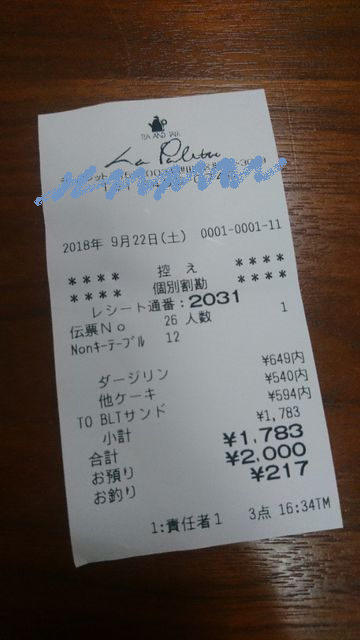 TEA AND TALK
La Palette
2018年 9月22日(土) 0001-0001-11
**** 控え ****
**** 個別割勘 ****
レシート通番:2031
伝票No 26 人数 1
Nonキーテーブル 12
ダージリン ¥649内
他ケーキ ¥540内
TO BLTサンド ¥594内
小計 ¥1,783
合計 ¥1,783
お預り ¥2,000
お釣り ¥217
1:責任者1 3点 16:34TM